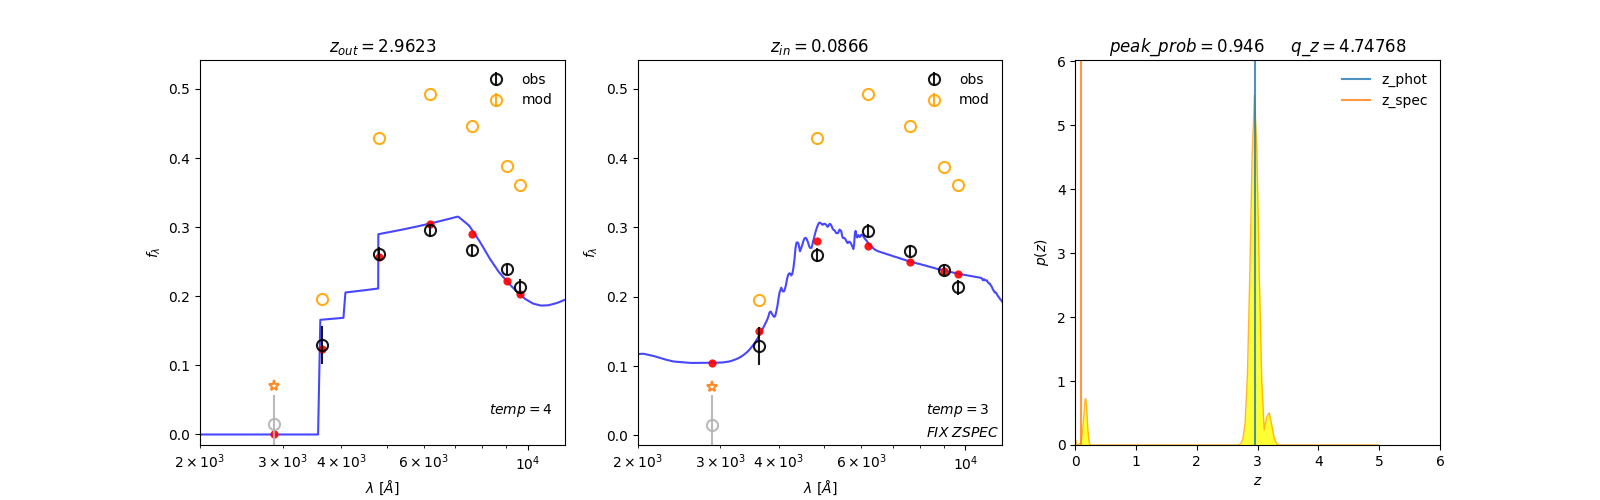 z_out = 2.9623
z_in = 0.0866
peak_prob = 0.946 q_z = 4.74768
obs
mod
temp = 4
0.0
0.1
0.2
0.3
0.4
0.5
f_λ
2 × 10³ 3 × 10³ 4 × 10³ 6 × 10³ 10⁴
λ [Å]
obs
mod
temp = 3
FIX ZSPEC
0.0
0.1
0.2
0.3
0.4
0.5
f_λ
2 × 10³ 3 × 10³ 4 × 10³ 6 × 10³ 10⁴
λ [Å]
z_phot
z_spec
6
5
4
3
2
1
0
p(z)
0 1 2 3 4 5 6
z